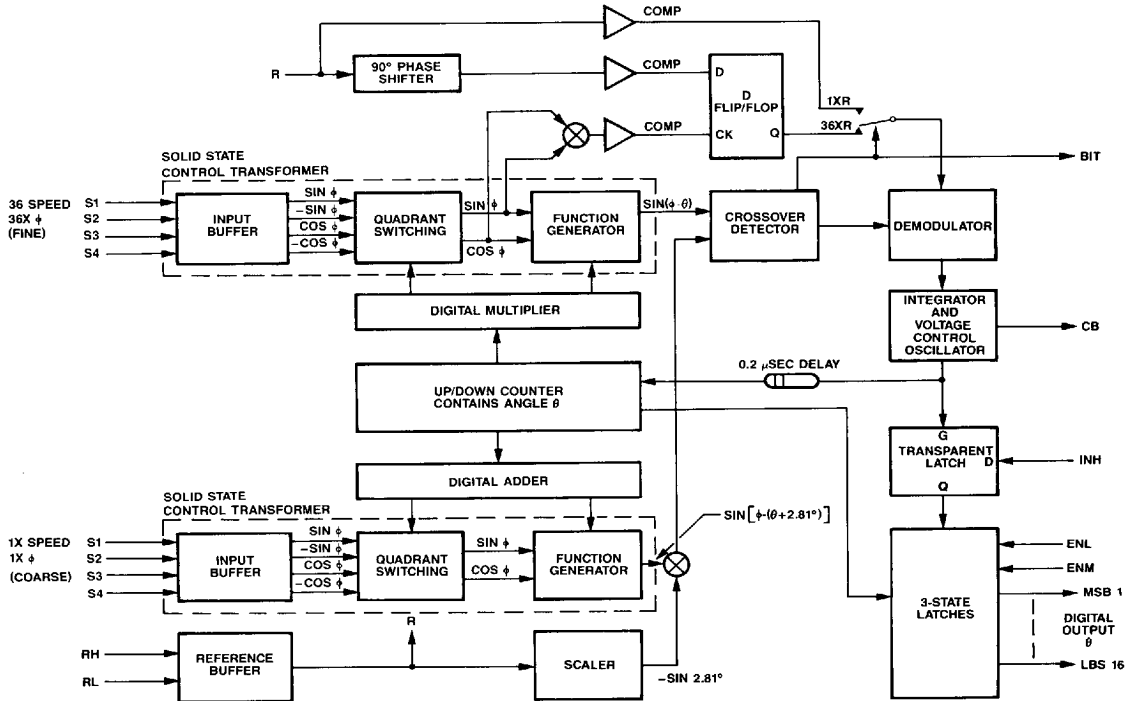 COMP
R
90° PHASE
SHIFTER
COMP
D
D
FLIP/FLOP
CK
Q
1XR
36XR
COMP
BIT
SOLID STATE
CONTROL TRANSFORMER
36 SPEED
36X ϕ
(FINE)
S1
S2
S3
S4
INPUT
BUFFER
SIN ϕ
-SIN ϕ
COS ϕ
-COS ϕ
QUADRANT
SWITCHING
SIN ϕ
COS ϕ
FUNCTION
GENERATOR
SIN(ϕ-θ)
CROSSOVER
DETECTOR
DEMODULATOR
DIGITAL MULTIPLIER
INTEGRATOR
AND
VOLTAGE
CONTROL
OSCILLATOR
CB
0.2 μSEC DELAY
UP/DOWN COUNTER
CONTAINS ANGLE θ
G
TRANSPARENT
LATCH
D
Q
INH
DIGITAL ADDER
SOLID STATE
CONTROL TRANSFORMER
SIN [ϕ-(θ+2.81°)]
1X SPEED
1X ϕ
(COARSE)
S1
S2
S3
S4
INPUT
BUFFER
SIN ϕ
-SIN ϕ
COS ϕ
-COS ϕ
QUADRANT
SWITCHING
SIN ϕ
COS ϕ
FUNCTION
GENERATOR
ENL
ENM
3-STATE
LATCHES
MSB 1
DIGITAL
OUTPUT
θ
LBS 16
R
RH
RL
REFERENCE
BUFFER
SCALER
-SIN 2.81°